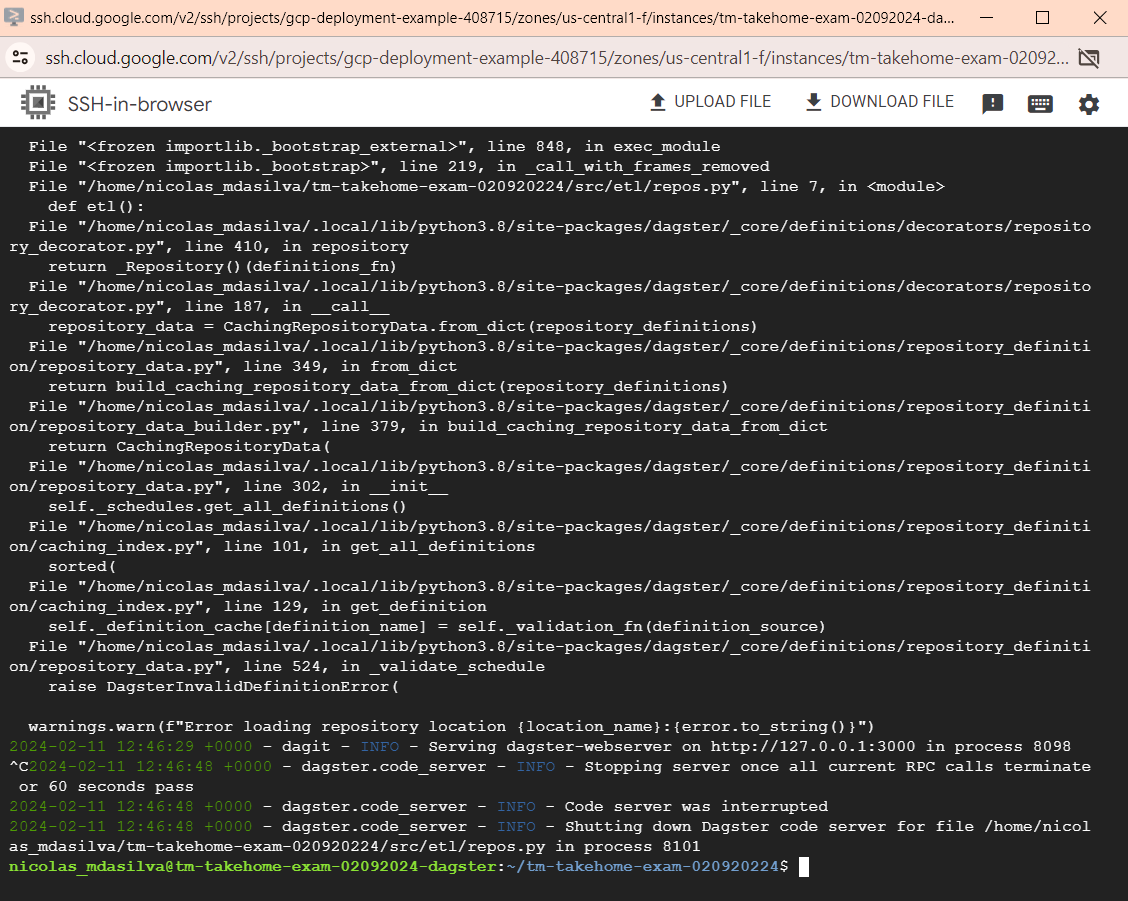 ssh.cloud.google.com/v2/ssh/projects/gcp-deployment-example-408715/zones/us-central1-f/instances/tm-takehome-exam-02092024-da...
ssh.cloud.google.com/v2/ssh/projects/gcp-deployment-example-408715/zones/us-central1-f/instances/tm-takehome-exam-02092...
SSH-in-browser
UPLOAD FILE
DOWNLOAD FILE
  File "<frozen importlib._bootstrap_external>", line 848, in exec_module
  File "<frozen importlib._bootstrap>", line 219, in _call_with_frames_removed
  File "/home/nicolas_mdasilva/tm-takehome-exam-020920224/src/etl/repos.py", line 7, in <module>
    def etl():
  File "/home/nicolas_mdasilva/.local/lib/python3.8/site-packages/dagster/_core/definitions/decorators/reposito
ry_decorator.py", line 410, in repository
    return _Repository()(definitions_fn)
  File "/home/nicolas_mdasilva/.local/lib/python3.8/site-packages/dagster/_core/definitions/decorators/reposito
ry_decorator.py", line 187, in __call__
    repository_data = CachingRepositoryData.from_dict(repository_definitions)
  File "/home/nicolas_mdasilva/.local/lib/python3.8/site-packages/dagster/_core/definitions/repository_definiti
on/repository_data.py", line 349, in from_dict
    return build_caching_repository_data_from_dict(repository_definitions)
  File "/home/nicolas_mdasilva/.local/lib/python3.8/site-packages/dagster/_core/definitions/repository_definiti
on/repository_data_builder.py", line 379, in build_caching_repository_data_from_dict
    return CachingRepositoryData(
  File "/home/nicolas_mdasilva/.local/lib/python3.8/site-packages/dagster/_core/definitions/repository_definiti
on/repository_data.py", line 302, in __init__
    self._schedules.get_all_definitions()
  File "/home/nicolas_mdasilva/.local/lib/python3.8/site-packages/dagster/_core/definitions/repository_definiti
on/caching_index.py", line 101, in get_all_definitions
    sorted(
  File "/home/nicolas_mdasilva/.local/lib/python3.8/site-packages/dagster/_core/definitions/repository_definiti
on/caching_index.py", line 129, in get_definition
    self._definition_cache[definition_name] = self._validation_fn(definition_source)
  File "/home/nicolas_mdasilva/.local/lib/python3.8/site-packages/dagster/_core/definitions/repository_definiti
on/repository_data.py", line 524, in _validate_schedule
    raise DagsterInvalidDefinitionError(
  warnings.warn(f"Error loading repository location {location_name}:{error.to_string()}")
2024-02-11 12:46:29 +0000 - dagit - INFO - Serving dagster-webserver on http://127.0.0.1:3000 in process 8098
^C2024-02-11 12:46:48 +0000 - dagster.code_server - INFO - Stopping server once all current RPC calls terminate
 or 60 seconds pass
2024-02-11 12:46:48 +0000 - dagster.code_server - INFO - Code server was interrupted
2024-02-11 12:46:48 +0000 - dagster.code_server - INFO - Shutting down Dagster code server for file /home/nicol
as_mdasilva/tm-takehome-exam-020920224/src/etl/repos.py in process 8101
nicolas_mdasilva@tm-takehome-exam-02092024-dagster:~/tm-takehome-exam-020920224$